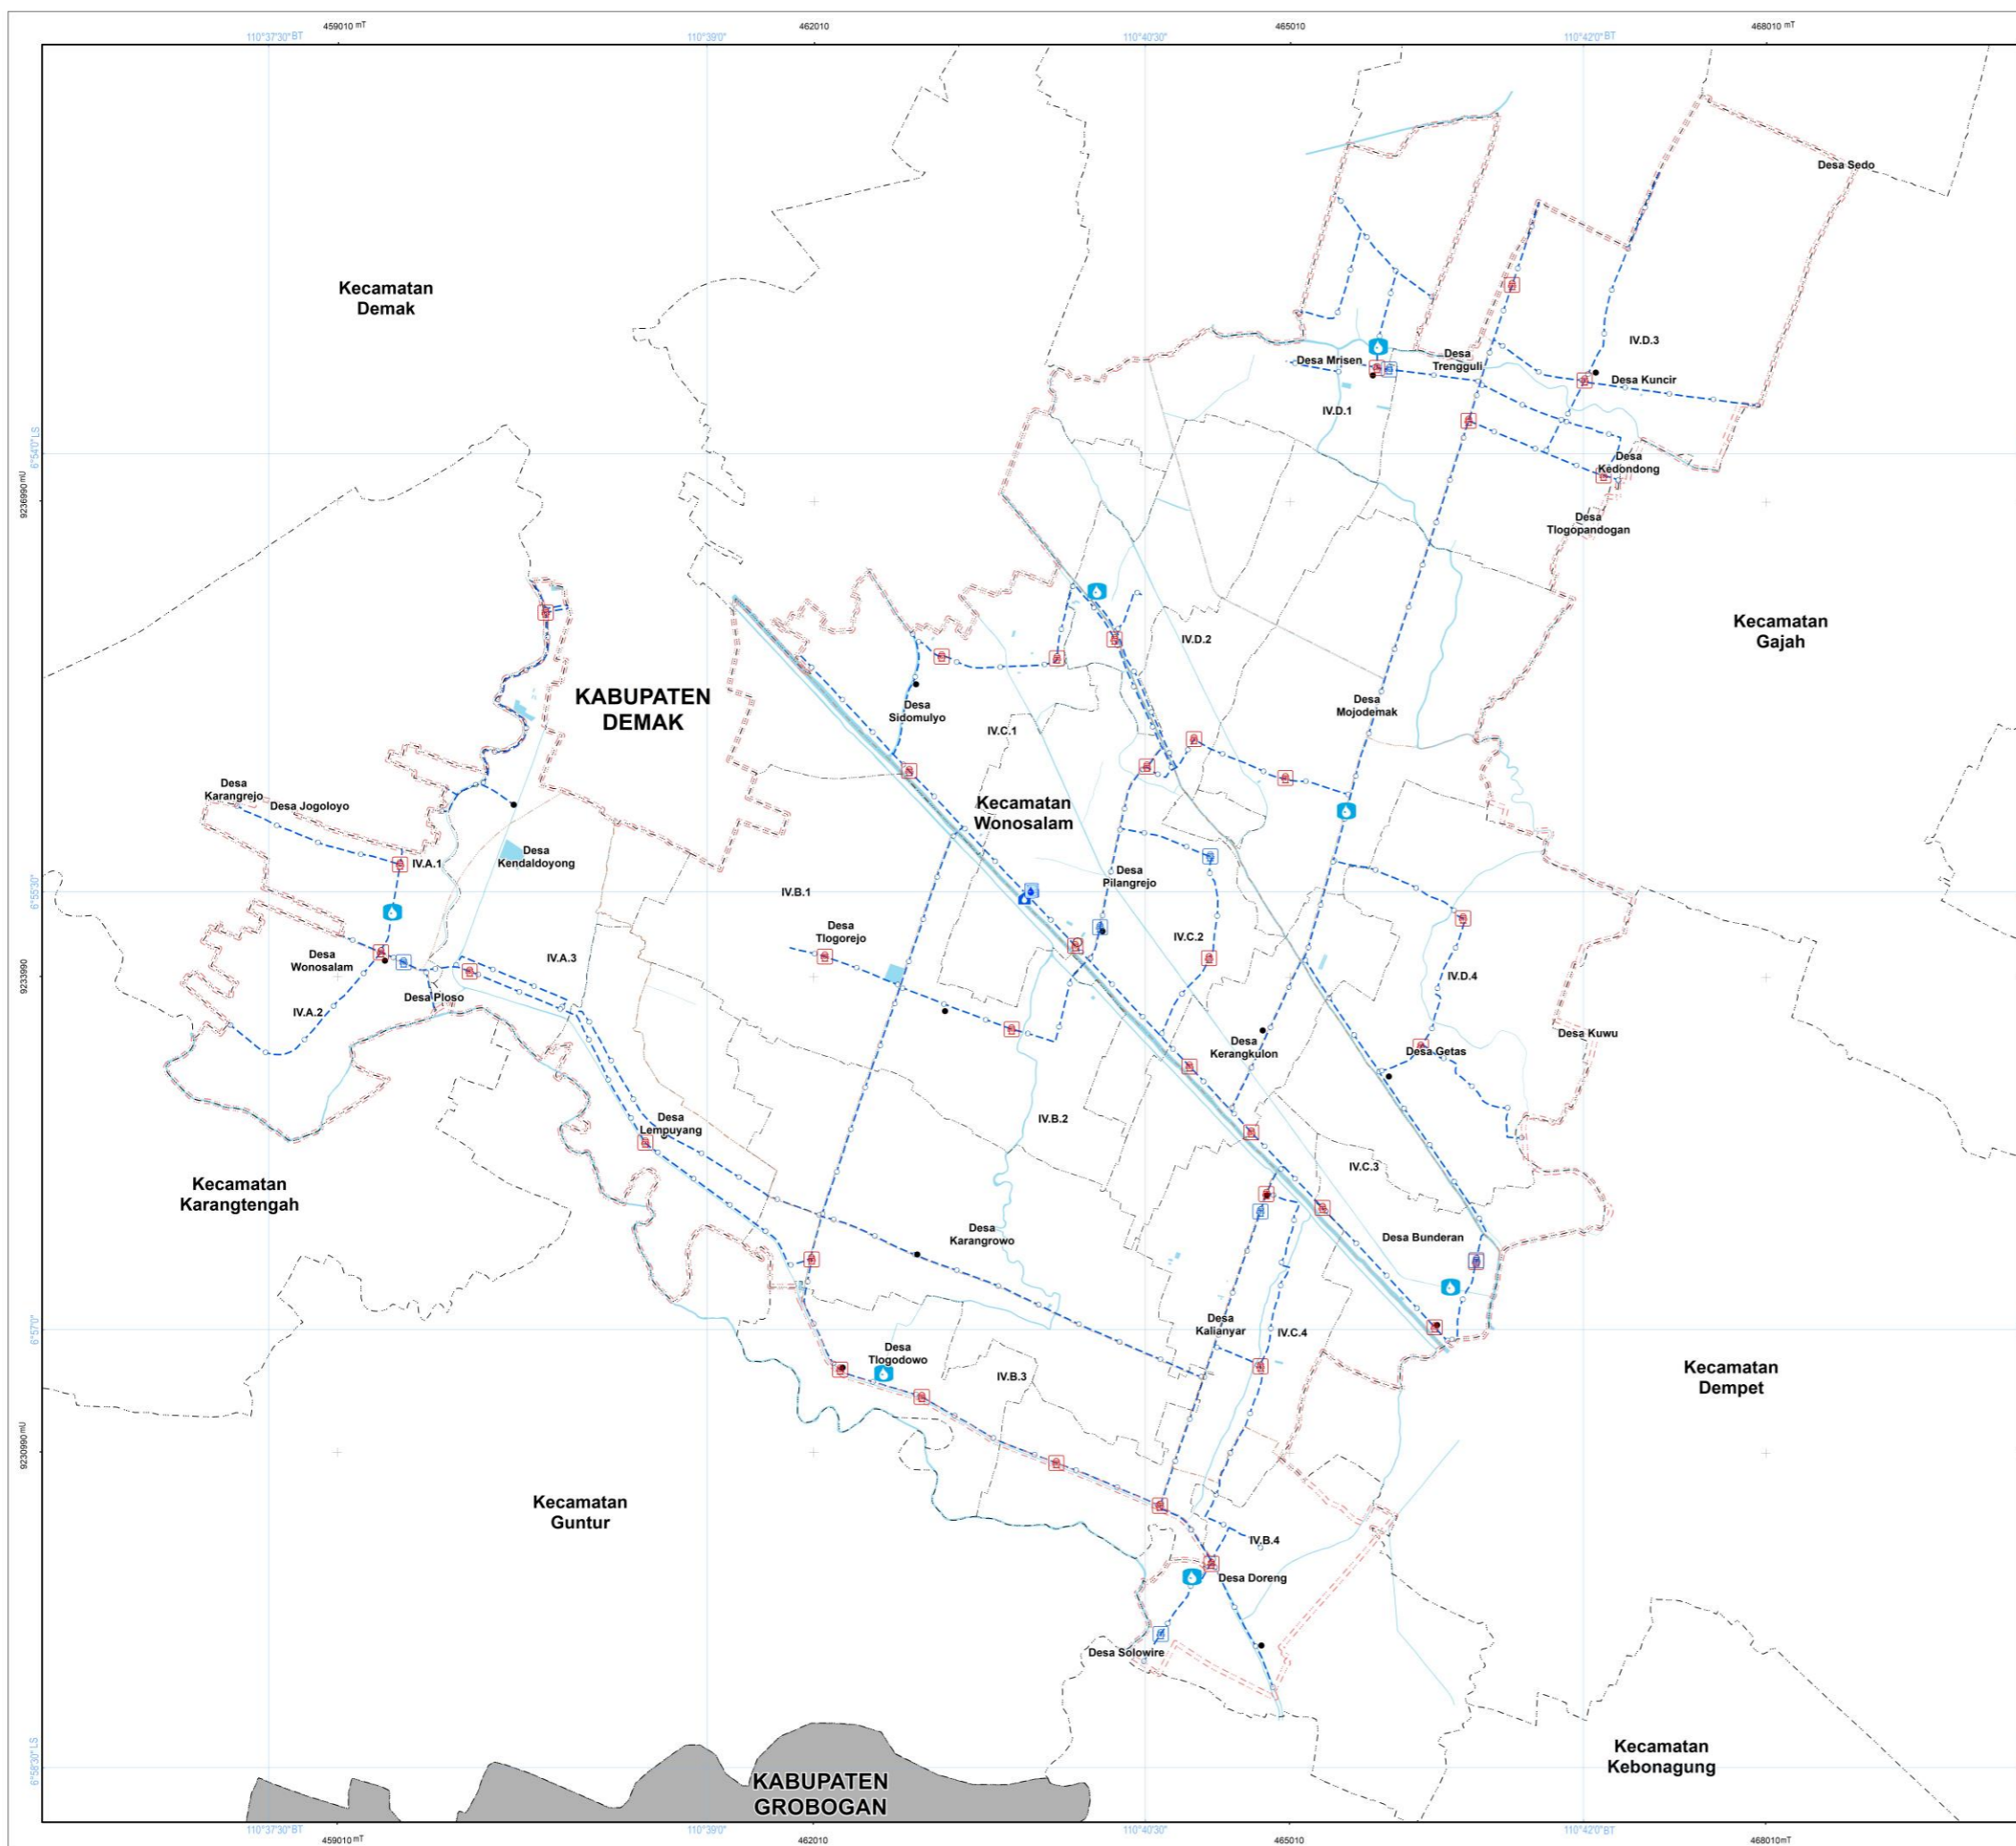 459010 mT
462010
465010
468010 mT
110°37'30" BT
110°39'0"
110°40'30"
110°42'0" BT
Desa Sedo
Kecamatan
Demak
IV.D.3
Desa Mrisen
Desa
Trengguli
Desa Kuncir
IV.D.1
6°54'0" LS
Desa
Kedondong
9236990 mU
Desa
Tlogopandogan
Kecamatan
Gajah
IV.D.2
KABUPATEN
DEMAK
Desa
Sidomulyo
Desa
Mojodemak
IV.C.1
Desa
Karangrejo
Desa Jogoloyo
Kecamatan
Wonosalam
IV.A.1
Desa
Kendaldoyong
Desa
Pilangrejo
6°55'30"
IV.B.1
Desa
Tlogorejo
IV.C.2
Desa
Wonosalam
IV.A.3
IV.D.4
9233990
Desa Ploso
IV.A.2
Desa Kuwu
Desa
Kerangkulon
Desa Getas
Desa
Lempuyang
IV.B.2
IV.C.3
Kecamatan
Karangtengah
Desa
Karangrowo
Desa Bunderan
6°57'0"
Desa
Kalianyar
IV.C.4
Desa
Tlogodowo
IV.B.3
Kecamatan
Dempet
9230990 mU
Kecamatan
Guntur
IV.B.4
Desa Doreng
Desa Solowire
6°58'30" LS
Kecamatan
Kebonagung
KABUPATEN
GROBOGAN
110°37'30" BT
110°39'0"
110°40'30"
110°42'0" BT
459010 mT
462010
465010
468010 mT